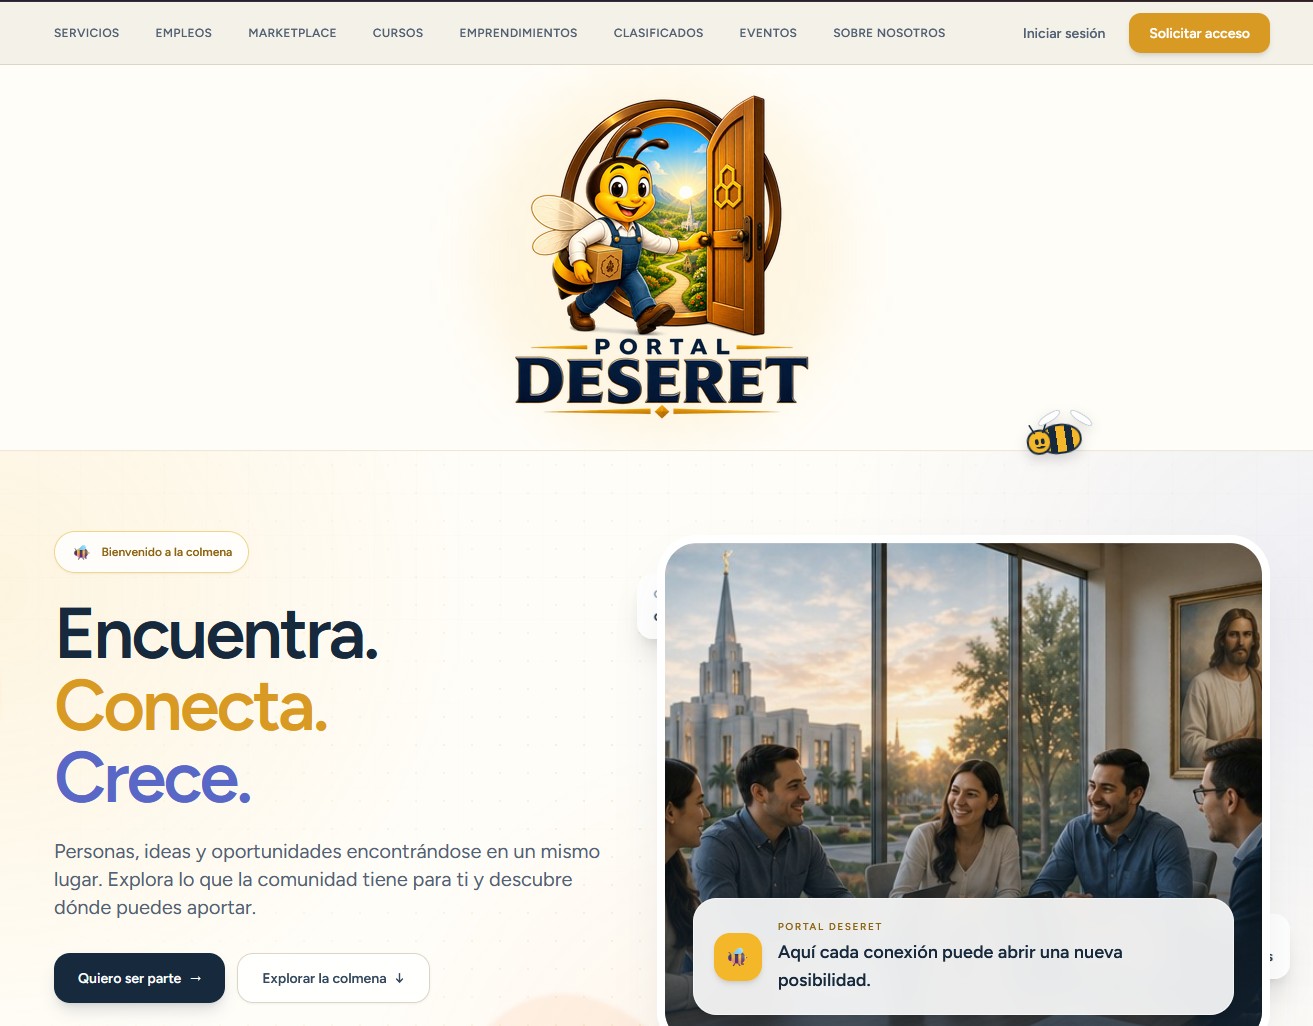 SERVICIOS EMPLEOS MARKETPLACE CURSOS EMPRENDIMIENTOS CLASIFICADOS EVENTOS SOBRE NOSOTROS Iniciar sesión Solicitar acceso
PORTAL
DESERET
Bienvenido a la colmena
Encuentra.
Conecta.
Crece.
Personas, ideas y oportunidades encontrándose en un mismo
lugar. Explora lo que la comunidad tiene para ti y descubre
dónde puedes aportar.
Quiero ser parte →
Explorar la colmena ↓
PORTAL DESERET
Aquí cada conexión puede abrir una nueva
posibilidad.